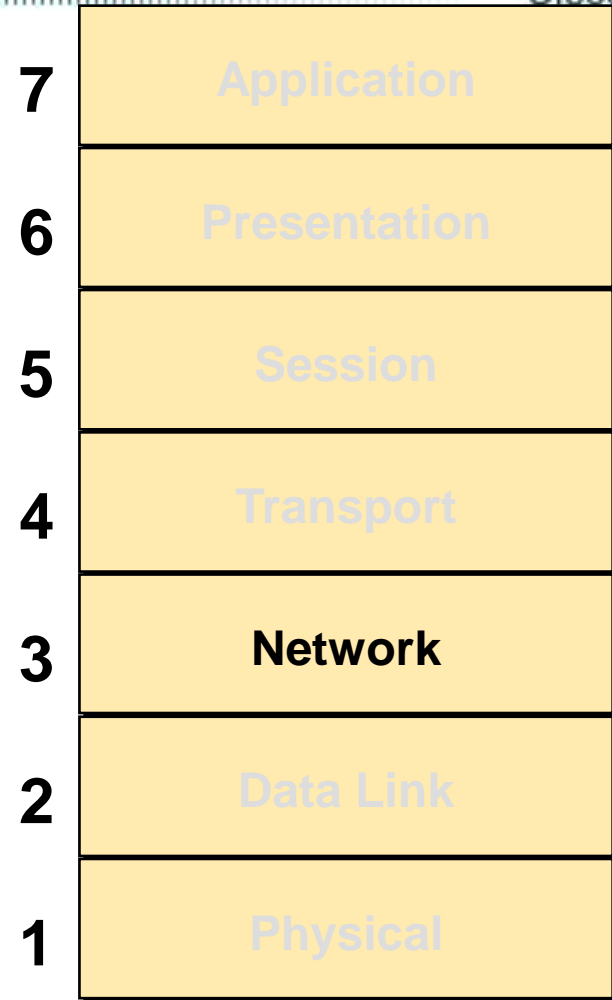 7 Application
6 Presentation
5 Session
4 Transport
3 Network
2 Data Link
1 Physical